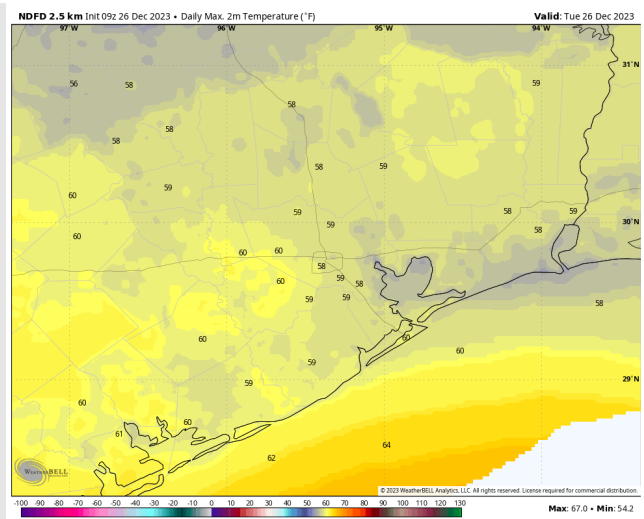 NDFD 2.5 km Init 09z 26 Dec 2023 • Daily Max. 2m Temperature (°F)
Valid: Tue 26 Dec 2023
97°W 96°W 95°W 94°W
31°N
56 58 59
58
58
58
58 59
59
60
59 58 59
30°N
59 58
60
60 60
58
59 58
60
59 59
58
60 60
60
29°N
59
59
60
60
61
64
62
WEATHERBELL
© 2023 WeatherBELL Analytics, LLC. All rights reserved. License required for commercial distribution.
-100 -90 -80 -70 -60 -50 -40 -30 -20 -10 0 10 20 30 40 50 60 70 80 90 100 110 120 130
Max: 67.0 • Min: 54.2